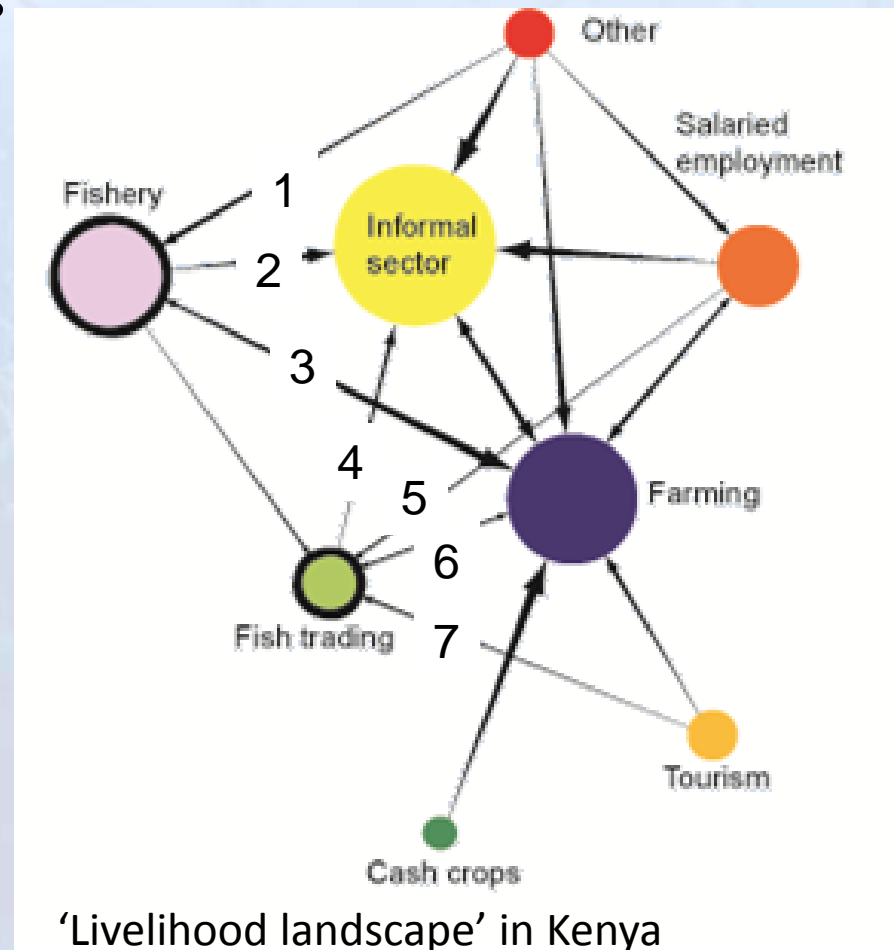 Other
Salaried
employment
Fishery
1
Informal
sector
2
3
4
5
Farming
6
Fish trading
7
Tourism
Cash crops
‘Livelihood landscape’ in Kenya